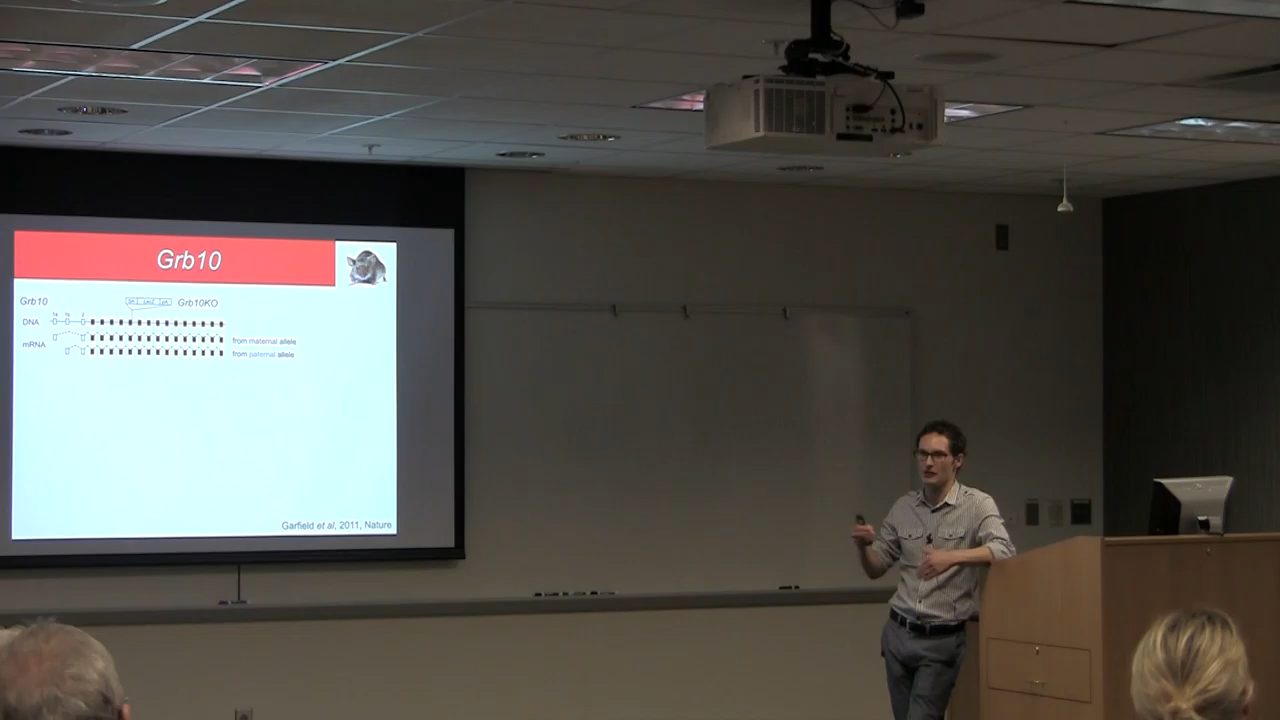 Grb10
Grb10
Grb10KO
DNA
mRNA
from maternal allele
from paternal allele
Garfield et al, 2011, Nature